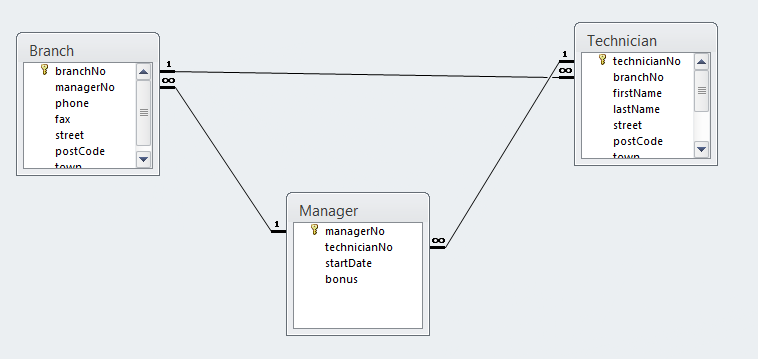 Branch
branchNo
managerNo
phone
fax
street
postCode
town
1
∞
Technician
technicianNo
branchNo
firstName
lastName
street
postCode
town
1
∞
Manager
managerNo
technicianNo
startDate
bonus
1
∞